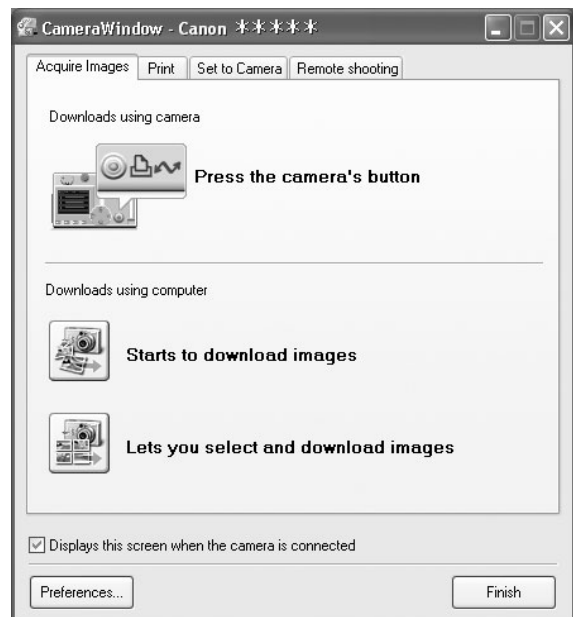 CameraWindow - Canon *****
Acquire Images Print Set to Camera Remote shooting
Downloads using camera
Press the camera's button
Downloads using computer
Starts to download images
Lets you select and download images
Displays this screen when the camera is connected
Preferences... Finish